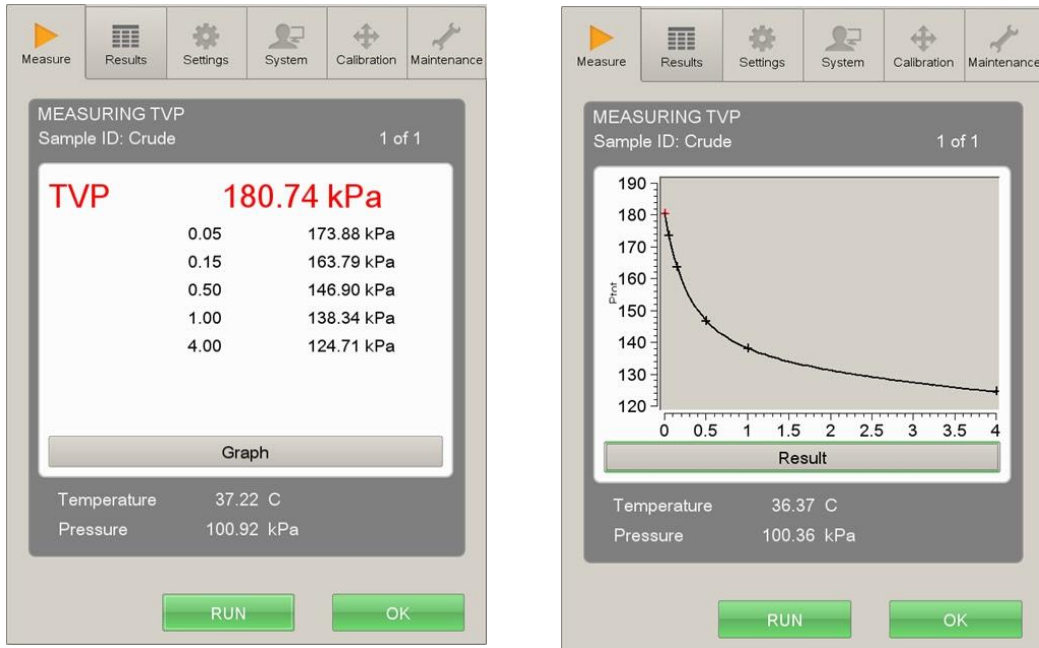 Measure Results Settings System Calibration Maintenance
MEASURING TVP
Sample ID: Crude 1 of 1
TVP 180.74 kPa
0.05 173.88 kPa
0.15 163.79 kPa
0.50 146.90 kPa
1.00 138.34 kPa
4.00 124.71 kPa
Graph
Temperature 37.22 C
Pressure 100.92 kPa
RUN OK
Measure Results Settings System Calibration Maintenance
MEASURING TVP
Sample ID: Crude 1 of 1
190
180
170
160
Ptot
150
140
130
120
0 0.5 1 1.5 2 2.5 3 3.5 4
Result
Temperature 36.37 C
Pressure 100.36 kPa
RUN OK